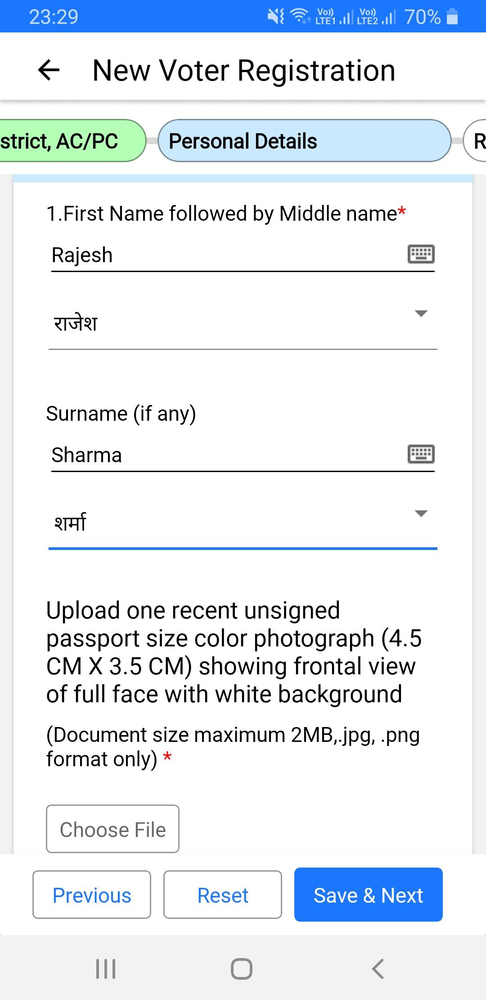 23:29
Vo)) LTE1 Vo)) LTE2 70%
New Voter Registration
strict, AC/PC
Personal Details
R
1.First Name followed by Middle name*
Rajesh
राजेश
Surname (if any)
Sharma
शर्मा
Upload one recent unsigned
passport size color photograph (4.5
CM X 3.5 CM) showing frontal view
of full face with white background
(Document size maximum 2MB,.jpg, .png
format only) *
Choose File
Previous
Reset
Save & Next